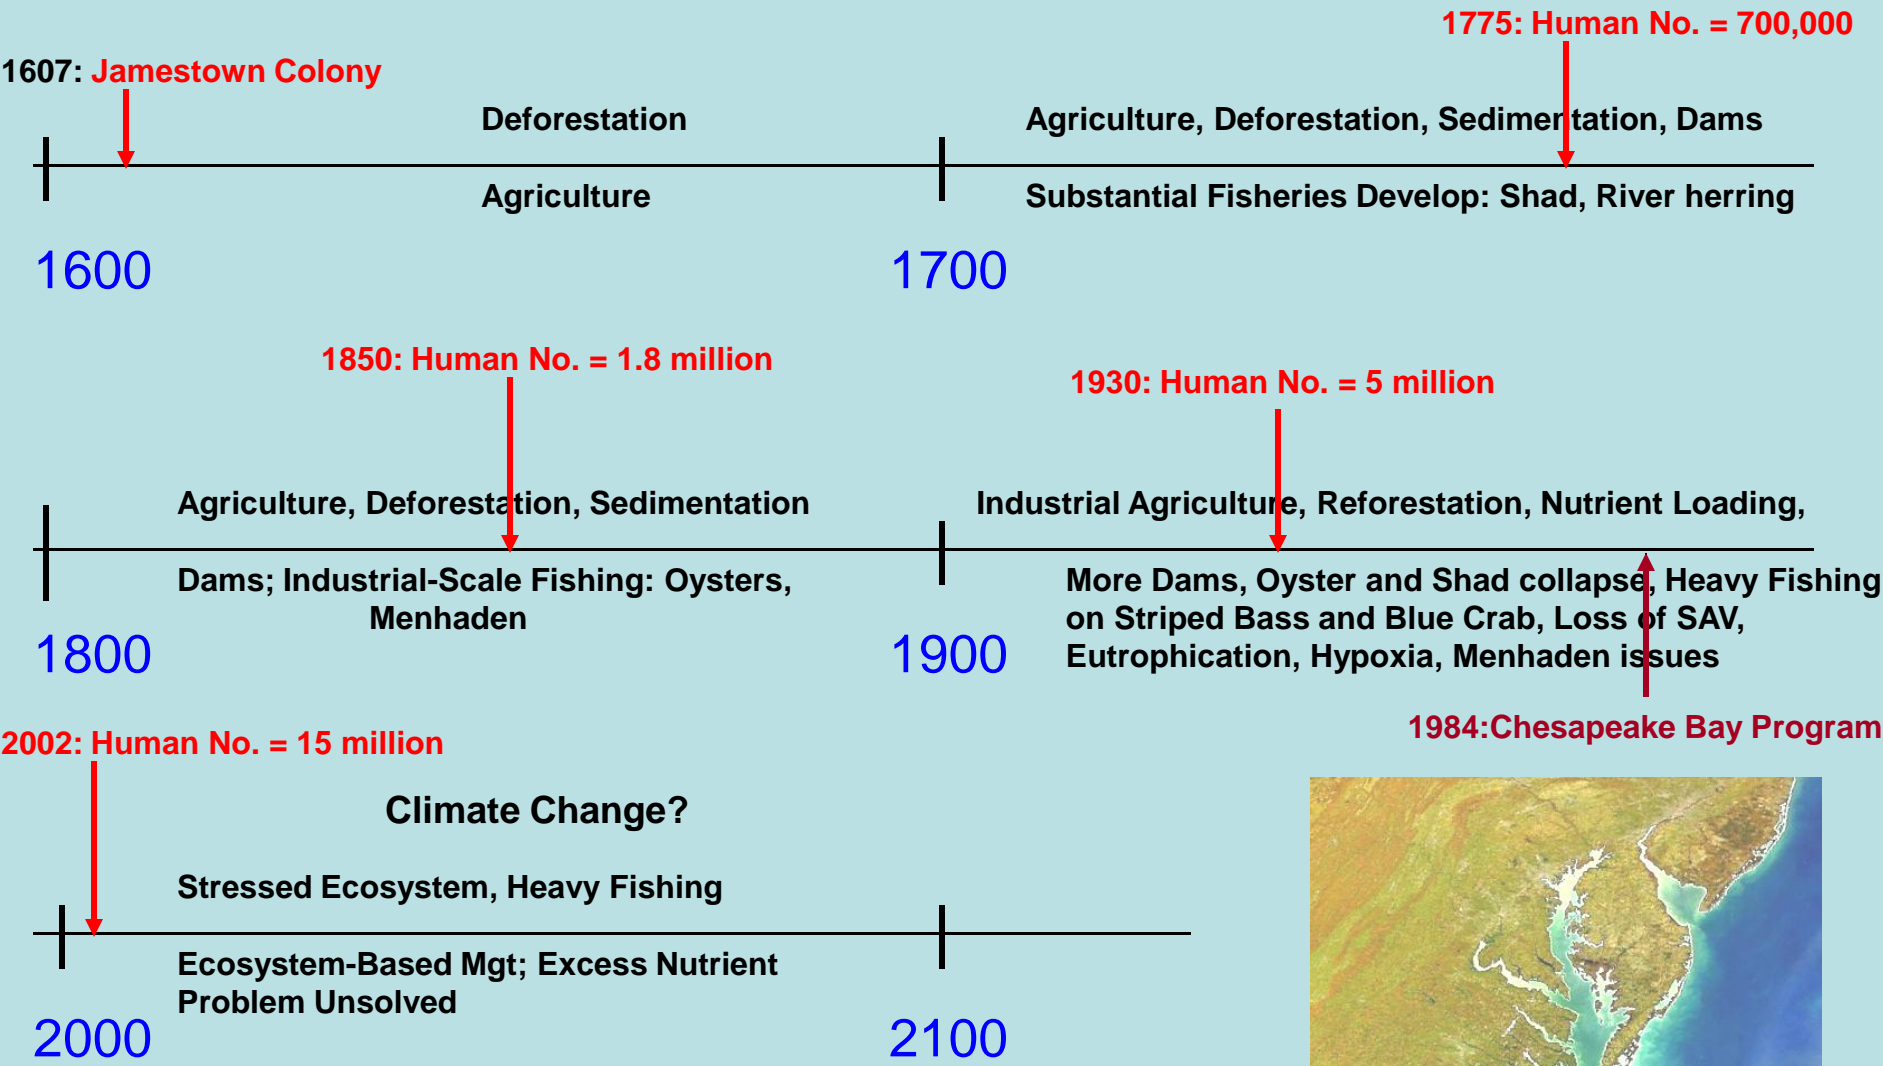 1775: Human No. = 700,000
1607: Jamestown Colony
Deforestation
Agriculture, Deforestation, Sedimentation, Dams
Agriculture
Substantial Fisheries Develop: Shad, River herring
1600
1700
1850: Human No. = 1.8 million
1930: Human No. = 5 million
Agriculture, Deforestation, Sedimentation
Industrial Agriculture, Reforestation, Nutrient Loading,
Dams; Industrial-Scale Fishing: Oysters,
Menhaden
More Dams, Oyster and Shad collapse, Heavy Fishing
on Striped Bass and Blue Crab, Loss of SAV,
Eutrophication, Hypoxia, Menhaden issues
1800
1900
1984:Chesapeake Bay Program
2002: Human No. = 15 million
Climate Change?
Stressed Ecosystem, Heavy Fishing
Ecosystem-Based Mgt; Excess Nutrient
Problem Unsolved
2000
2100